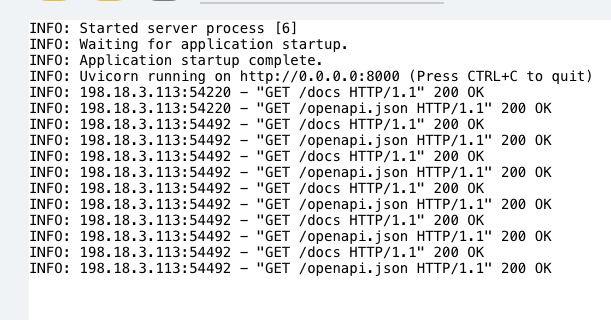 INFO: Started server process [6]
INFO: Waiting for application startup.
INFO: Application startup complete.
INFO: Uvicorn running on http://0.0.0.0:8000 (Press CTRL+C to quit)
INFO: 198.18.3.113:54220 – "GET /docs HTTP/1.1" 200 OK
INFO: 198.18.3.113:54220 – "GET /openapi.json HTTP/1.1" 200 OK
INFO: 198.18.3.113:54492 – "GET /docs HTTP/1.1" 200 OK
INFO: 198.18.3.113:54492 – "GET /openapi.json HTTP/1.1" 200 OK
INFO: 198.18.3.113:54492 – "GET /docs HTTP/1.1" 200 OK
INFO: 198.18.3.113:54492 – "GET /openapi.json HTTP/1.1" 200 OK
INFO: 198.18.3.113:54492 – "GET /docs HTTP/1.1" 200 OK
INFO: 198.18.3.113:54492 – "GET /openapi.json HTTP/1.1" 200 OK
INFO: 198.18.3.113:54492 – "GET /docs HTTP/1.1" 200 OK
INFO: 198.18.3.113:54492 – "GET /openapi.json HTTP/1.1" 200 OK
INFO: 198.18.3.113:54492 – "GET /docs HTTP/1.1" 200 OK
INFO: 198.18.3.113:54492 – "GET /openapi.json HTTP/1.1" 200 OK